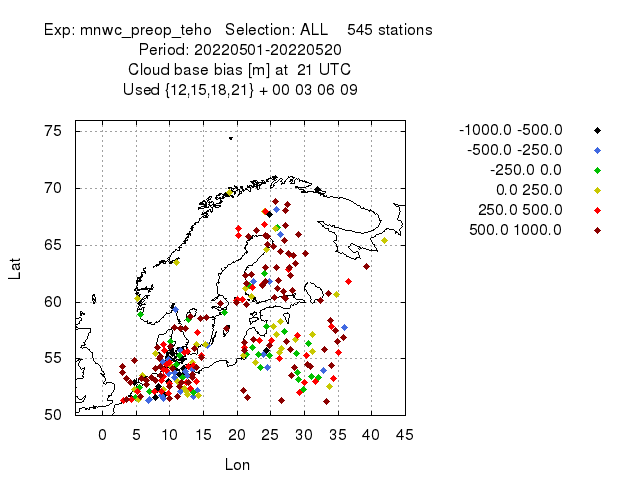 Exp: mnwc_preop_teho   Selection: ALL    545 stations
Period: 20220501-20220520
Cloud base bias [m] at  21 UTC
Used {12,15,18,21} + 00 03 06 09
-1000.0 -500.0
-500.0 -250.0
-250.0 0.0
0.0 250.0
250.0 500.0
500.0 1000.0
75
70
65
60
55
50
Lat
0 5 10 15 20 25 30 35 40 45
Lon